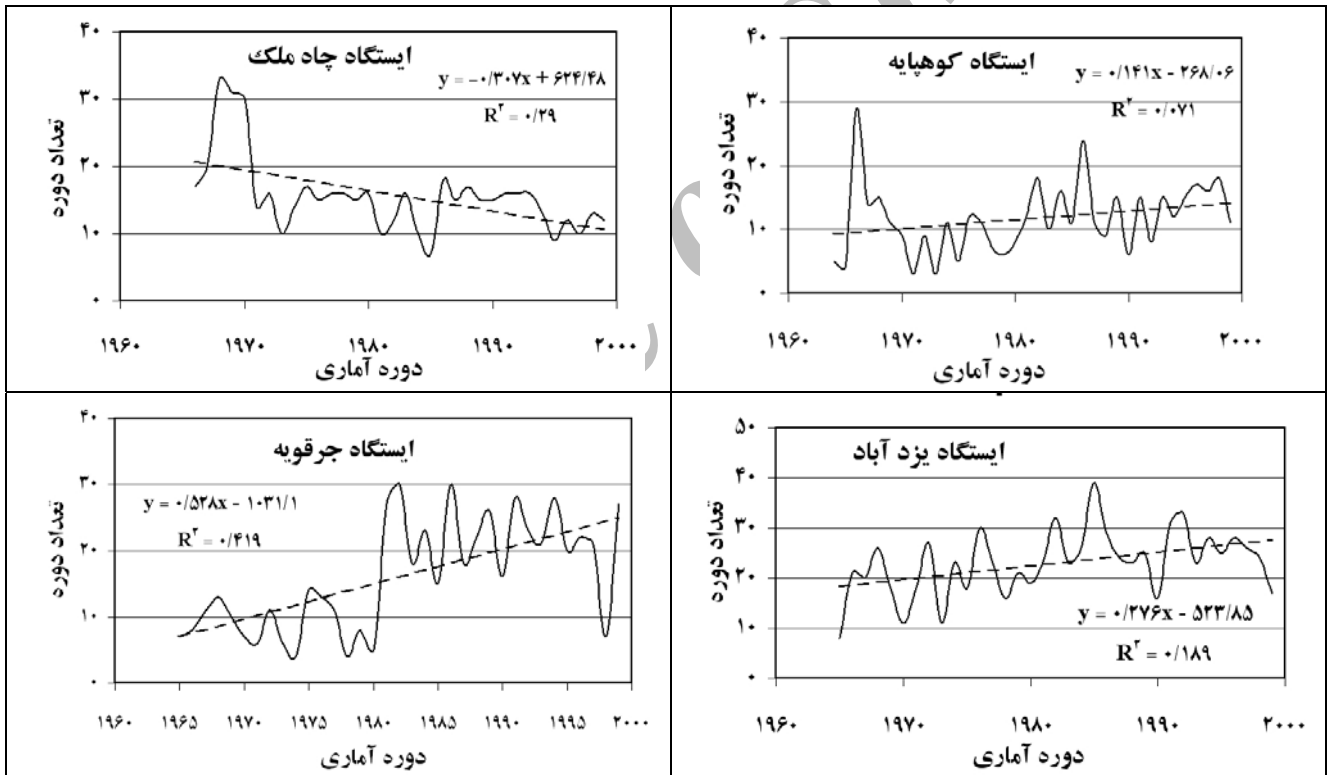 ایستگاه چاه ملک
y = -۰/۳۰۷x + ۶۲۴/۴۸
R۲ = ۰/۲۹
تعداد دوره
۴۰
۳۰
۲۰
۱۰
۰
۱۹۶۰ ۱۹۷۰ ۱۹۸۰ ۱۹۹۰ ۲۰۰۰
دوره آماری
ایستگاه کوهپایه
y = ۰/۱۴۱x - ۲۶۸/۰۶
R۲ = ۰/۰۷۱
تعداد دوره
۴۰
۳۰
۲۰
۱۰
۰
۱۹۶۰ ۱۹۷۰ ۱۹۸۰ ۱۹۹۰ ۲۰۰۰
دوره آماری
ایستگاه جرقویه
y = ۰/۵۲۸x - ۱۰۳۱/۱
R۲ = ۰/۴۱۹
تعداد دوره
۴۰
۳۰
۲۰
۱۰
۰
۱۹۶۰ ۱۹۶۵ ۱۹۷۰ ۱۹۷۵ ۱۹۸۰ ۱۹۸۵ ۱۹۹۰ ۱۹۹۵ ۲۰۰۰
دوره آماری
ایستگاه یزد آباد
y = ۰/۲۷۶x - ۵۲۳/۸۵
R۲ = ۰/۱۸۹
تعداد دوره
۵۰
۴۰
۳۰
۲۰
۱۰
۰
۱۹۶۰ ۱۹۷۰ ۱۹۸۰ ۱۹۹۰ ۲۰۰۰
دوره آماری